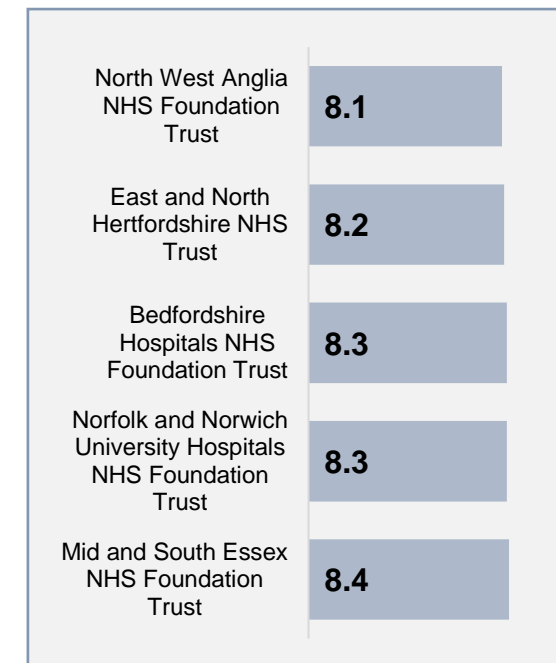 North West Anglia
NHS Foundation
Trust
8.1
East and North
Hertfordshire NHS
Trust
8.2
Bedfordshire
Hospitals NHS
Foundation Trust
8.3
Norfolk and Norwich
University Hospitals
NHS Foundation
Trust
8.3
Mid and South Essex
NHS Foundation
Trust
8.4